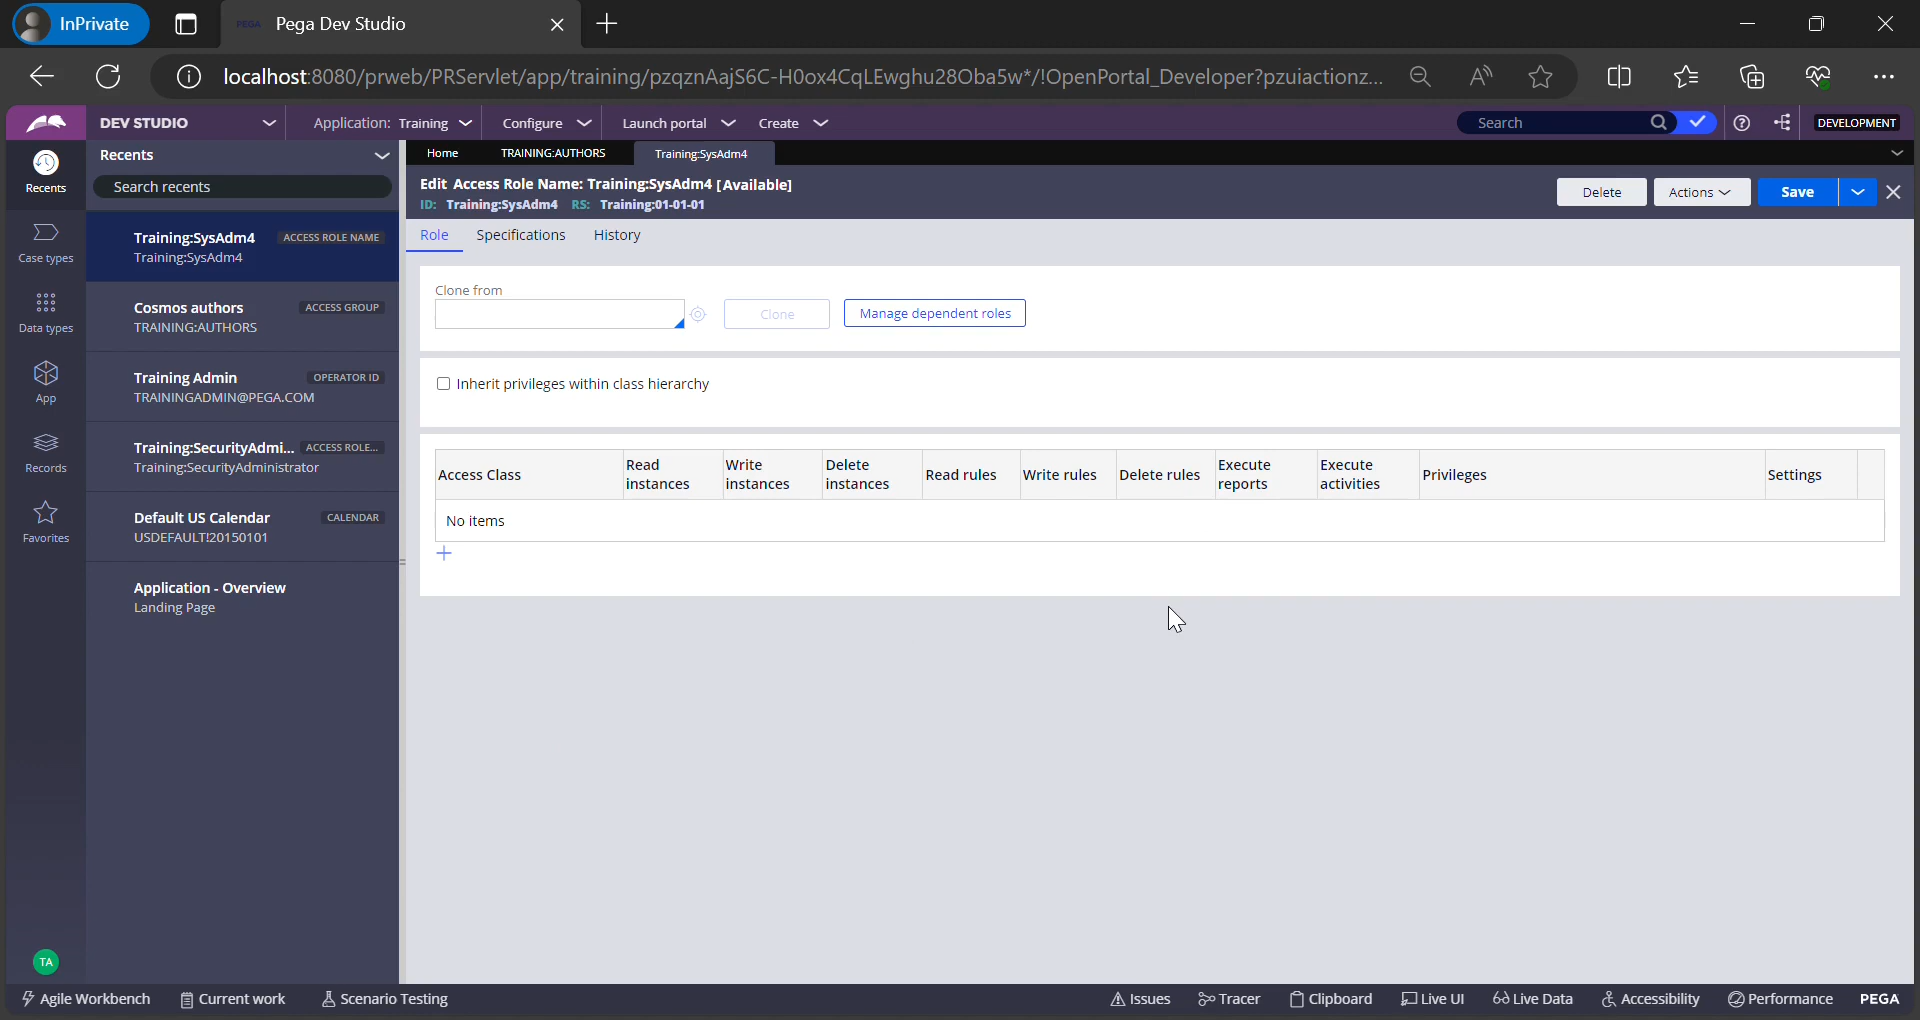 InPrivate
PEGA Pega Dev Studio
localhost:8080/prweb/PRServlet/app/training/pzqznAajS6C-H0ox4CqLEwghu28Oba5w*/!OpenPortal_Developer?pzuiactionz...
DEV STUDIO Application: Training Configure Launch portal Create Search DEVELOPMENT
Recents
Case types
Data types
App
Records
Favorites
TA
Recents
Search recents
Training:SysAdm4 ACCESS ROLE NAME
Training:SysAdm4
Cosmos authors ACCESS GROUP
TRAINING:AUTHORS
Training Admin OPERATOR ID
TRAININGADMIN@PEGA.COM
Training:SecurityAdmi... ACCESS ROLE...
Training:SecurityAdministrator
Default US Calendar CALENDAR
USDEFAULT!20150101
Application - Overview
Landing Page
Home TRAINING:AUTHORS Training:SysAdm4
Edit Access Role Name: Training:SysAdm4 [Available]
ID: Training:SysAdm4 RS: Training:01-01-01
Delete Actions Save
Role Specifications History
Clone from
Clone Manage dependent roles
Inherit privileges within class hierarchy
Access Class Read instances Write instances Delete instances Read rules Write rules Delete rules Execute reports Execute activities Privileges Settings
No items
Agile Workbench Current work Scenario Testing Issues Tracer Clipboard Live UI Live Data Accessibility Performance PEGA